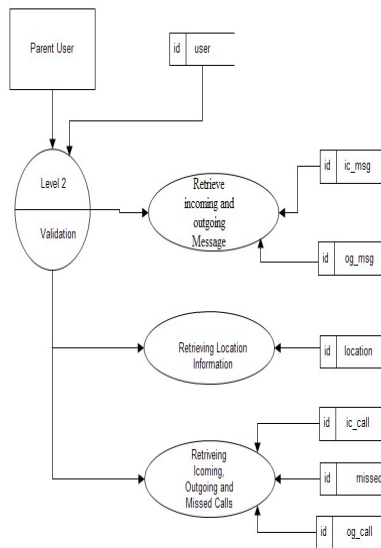 Parent User
id user
Level 2
Validation
Retrieve
incoming and
outgoing
Message
id ic_msg
id og_msg
Retrieving Location
Information
id location
id ic_call
Retriveing
Icoming,
Outgoing and
Missed Calls
id missed
id og_call